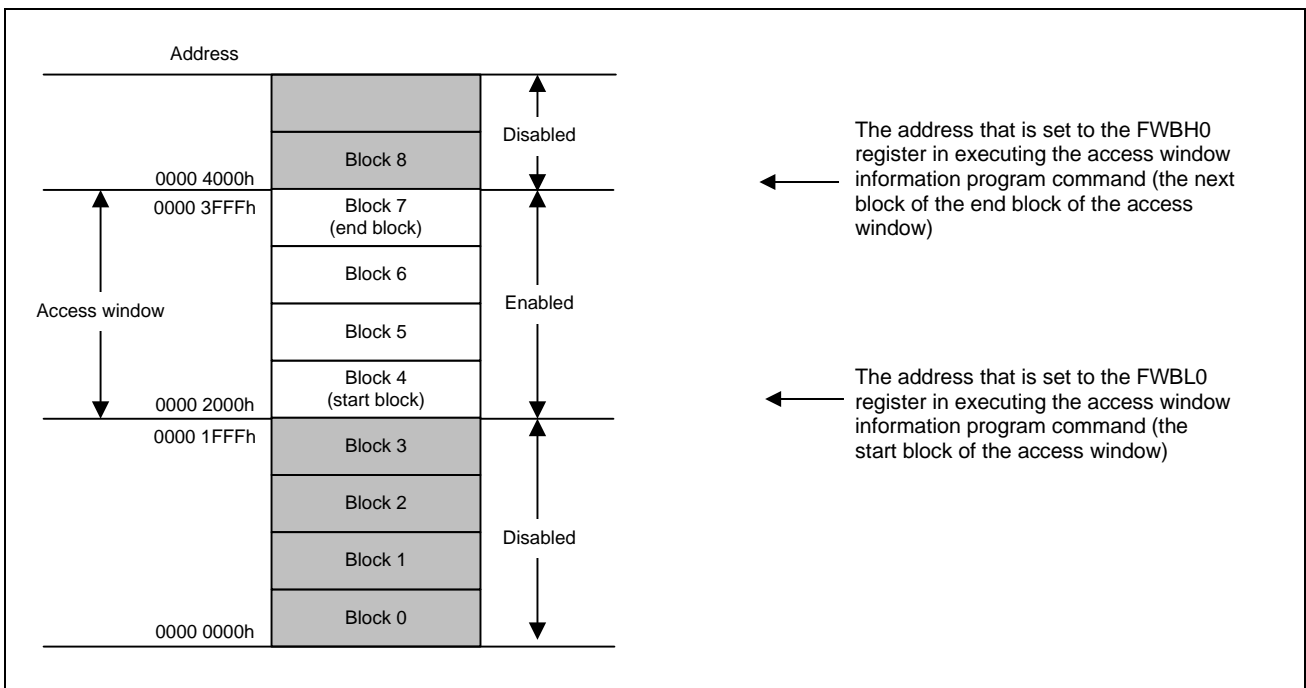 Address
Disabled
Block 8
0000 4000h
0000 3FFFh
Block 7
(end block)
Block 6
Access window
Enabled
Block 5
Block 4
(start block)
0000 2000h
0000 1FFFh
Block 3
Block 2
Disabled
Block 1
Block 0
0000 0000h
The address that is set to the FWBH0
register in executing the access window
information program command (the next
block of the end block of the access
window)
The address that is set to the FWBL0
register in executing the access window
information program command (the
start block of the access window)